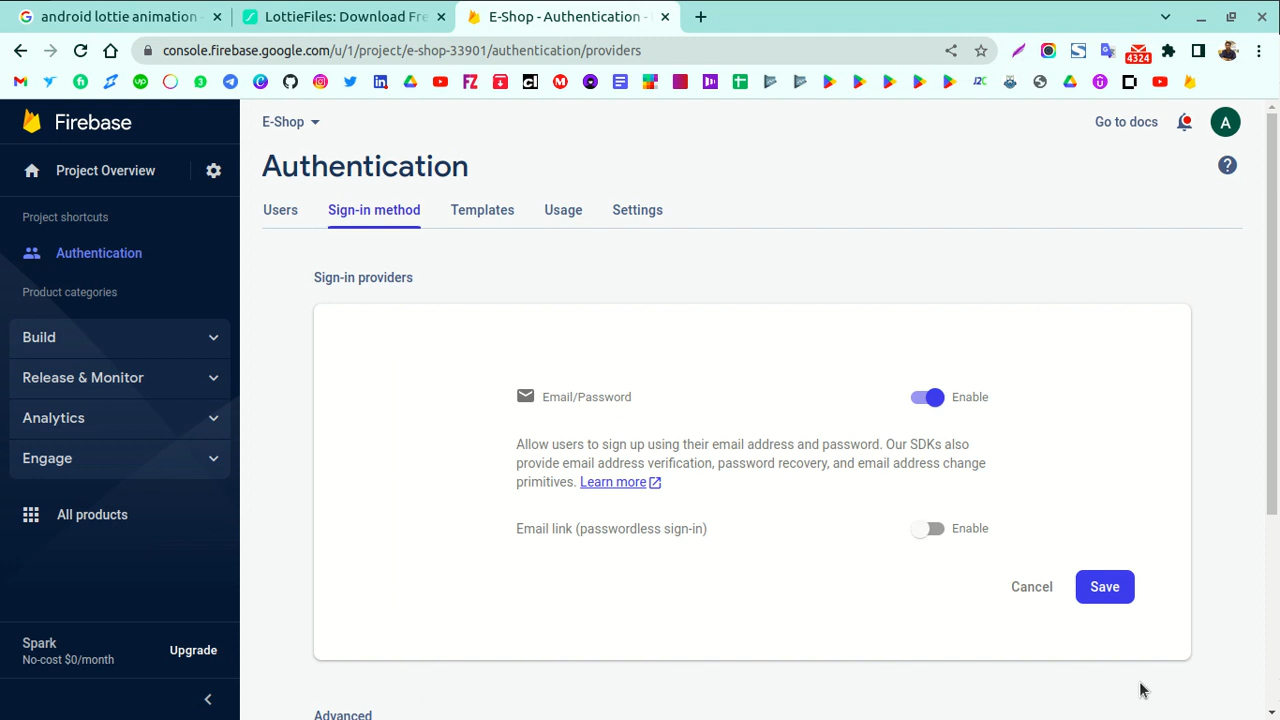 android lottie animation
LottieFiles: Download Fre
E-Shop - Authentication -
console.firebase.google.com/u/1/project/e-shop-33901/authentication/providers
4324
Firebase
E-Shop
Go to docs
A
Project Overview
Authentication
Users
Sign-in method
Templates
Usage
Settings
Project shortcuts
Authentication
Product categories
Build
Release & Monitor
Analytics
Engage
All products
Spark
No-cost $0/month
Upgrade
Sign-in providers
Email/Password
Enable
Allow users to sign up using their email address and password. Our SDKs also
provide email address verification, password recovery, and email address change
primitives. Learn more
Email link (passwordless sign-in)
Enable
Cancel
Save
Advanced